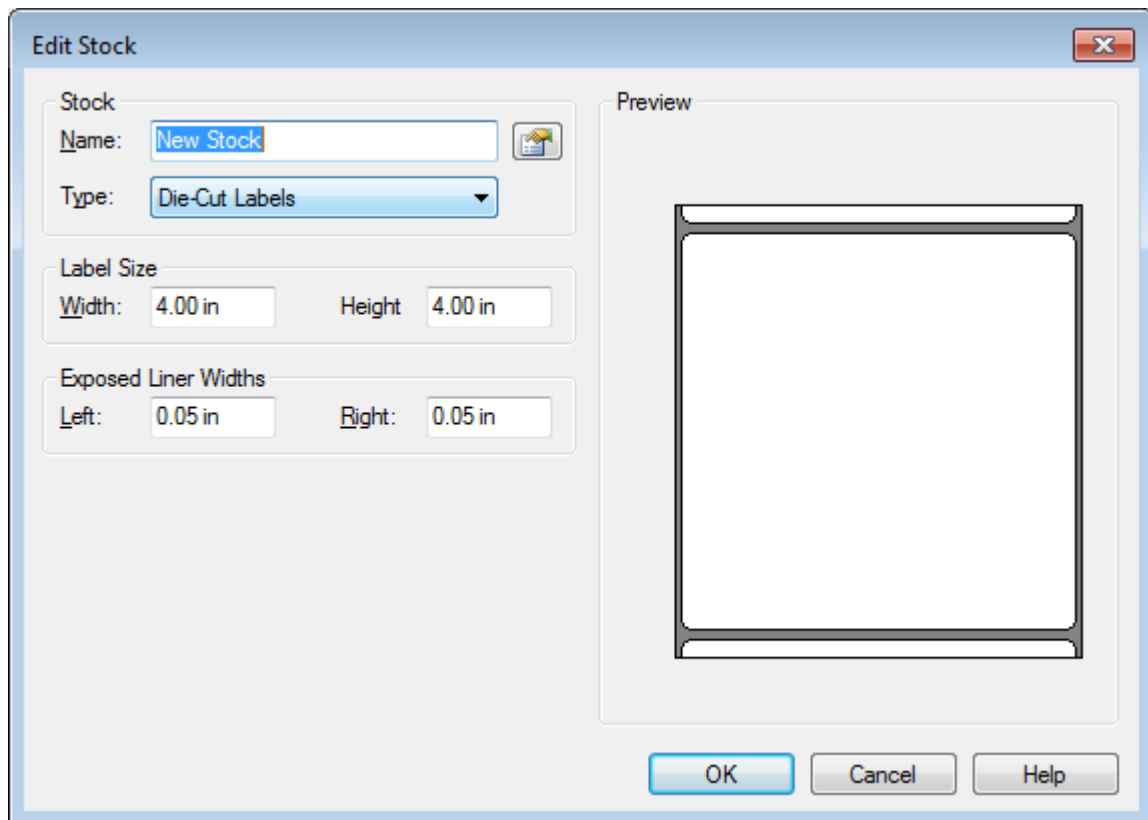 Edit Stock
Stock
Name: New Stock
Type: Die-Cut Labels
Label Size
Width: 4.00 in Height 4.00 in
Exposed Liner Widths
Left: 0.05 in Right: 0.05 in
Preview
OK Cancel Help